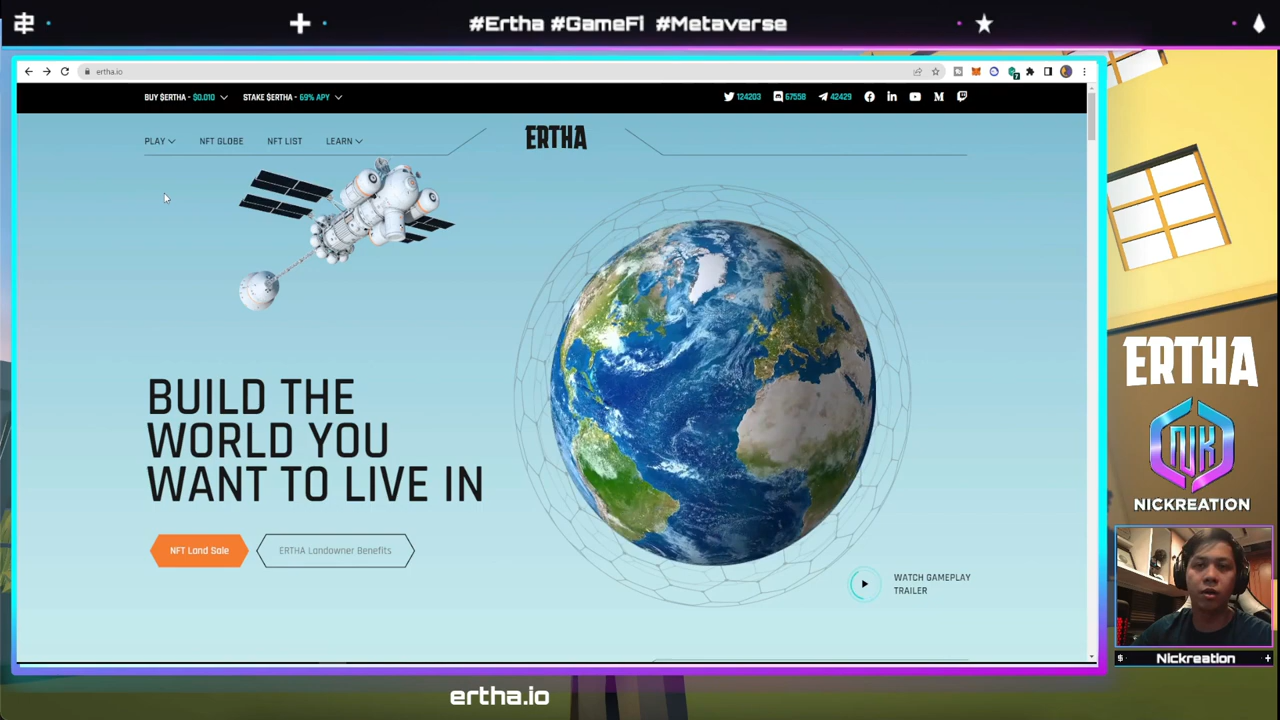 #Ertha #GameFi #Metaverse
ertha.io
BUY $ERTHA - $0.010
STAKE $ERTHA - 69% APY
124203
67558
42429
PLAY
NFT GLOBE
NFT LIST
LEARN
ERTHA
BUILD THE
WORLD YOU
WANT TO LIVE IN
NFT Land Sale
ERTHA Landowner Benefits
WATCH GAMEPLAY
TRAILER
ERTHA
NICKREATION
Nickreation
ertha.io